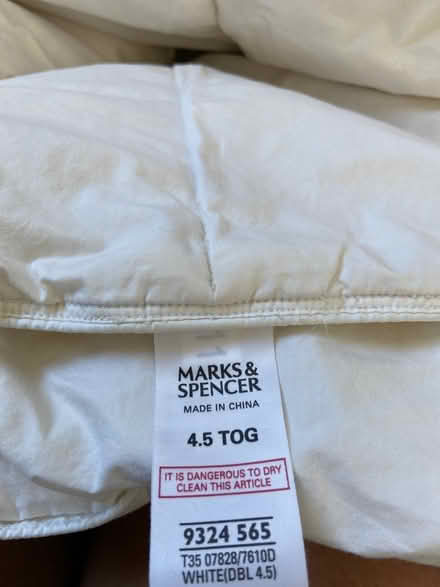 MARKS &
SPENCER
MADE IN CHINA
4.5 TOG
IT IS DANGEROUS TO DRY
CLEAN THIS ARTICLE
9324 565
T35 07828/7610D
WHITE(DBL 4.5)